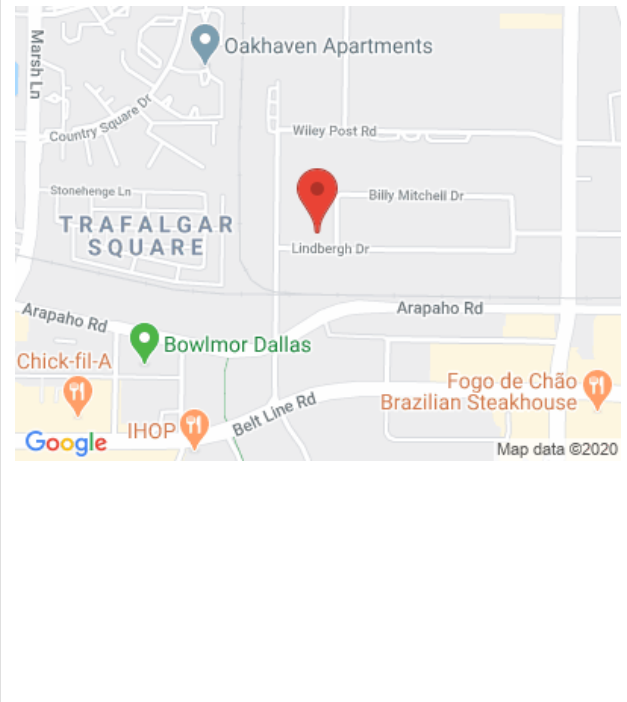 Marsh Ln
Oakhaven Apartments
Country Square Dr
Wiley Post Rd
Stonehenge Ln
Billy Mitchell Dr
TRAFALGAR
SQUARE
Lindbergh Dr
Arapaho Rd
Arapaho Rd
Bowlmor Dallas
Chick-fil-A
Fogo de Chão
Brazilian Steakhouse
Belt Line Rd
IHOP
Google
Map data ©2020